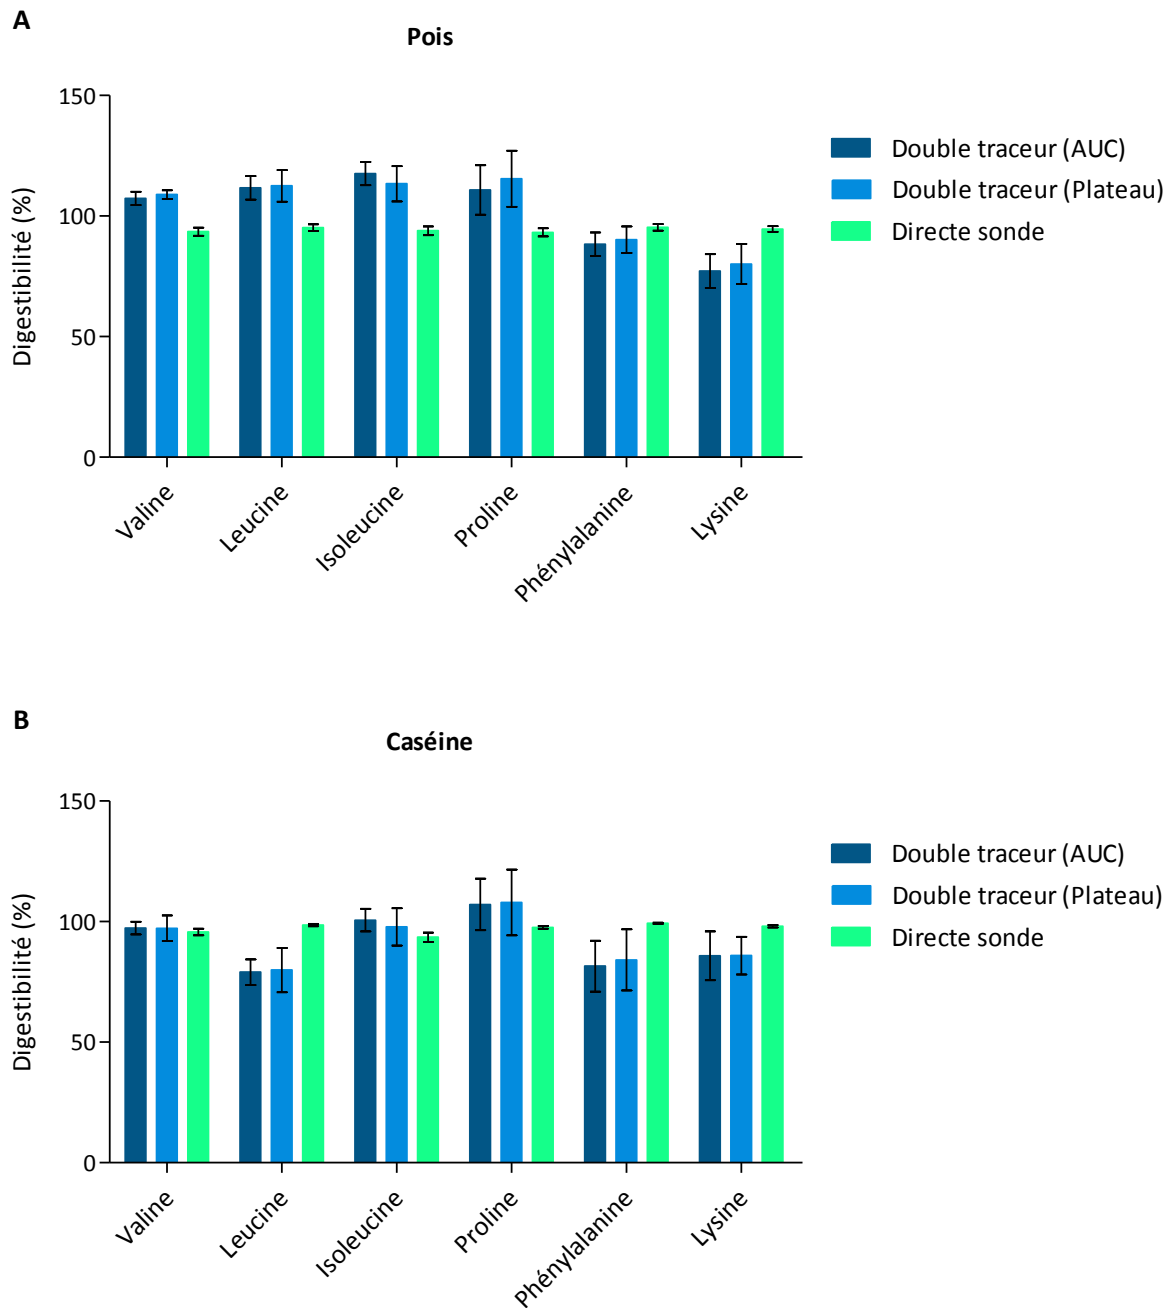 A
Pois
150
100
50
0
Digestibilité (%)
Valine
Leucine
Isoleucine
Proline
Phénylalanine
Lysine
Double traceur (AUC)
Double traceur (Plateau)
Directe sonde
B
Caséine
150
100
50
0
Digestibilité (%)
Valine
Leucine
Isoleucine
Proline
Phénylalanine
Lysine
Double traceur (AUC)
Double traceur (Plateau)
Directe sonde